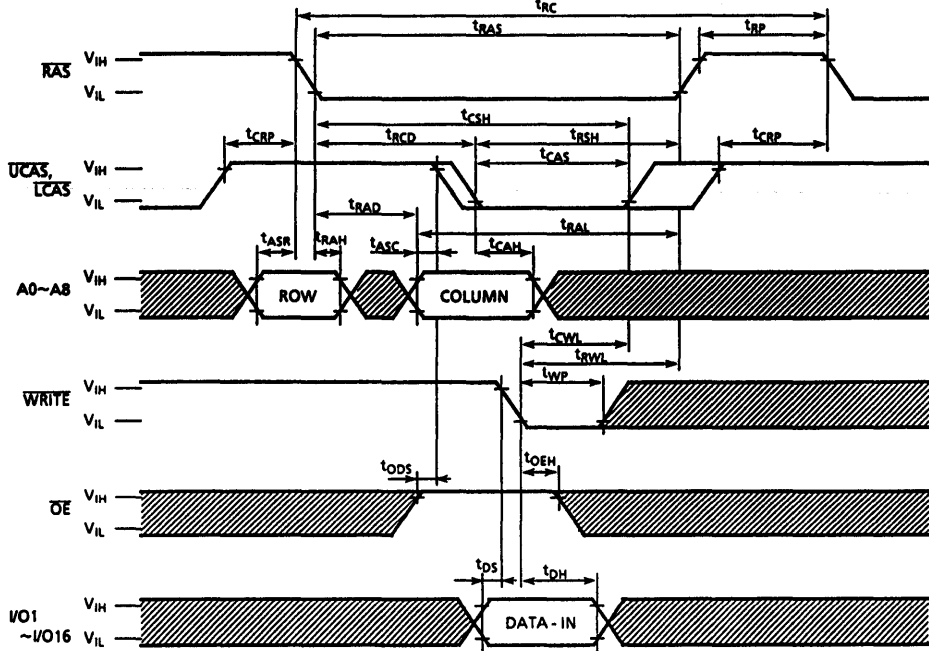 tRC
tRAS
tRP
RAS
VIH
VIL
tCSH
tCRP
tRCD
tRSH
tCRP
tCAS
UCAS,
LCAS
VIH
VIL
tRAD
tRAL
tASR
tRAH
tASC
tCAH
A0~A8
VIH
VIL
ROW
COLUMN
tCWL
tRWL
tWP
WRITE
VIH
VIL
tODS
tOEH
OE
VIH
VIL
tDS
tDH
I/O1
~I/O16
VIH
VIL
DATA - IN